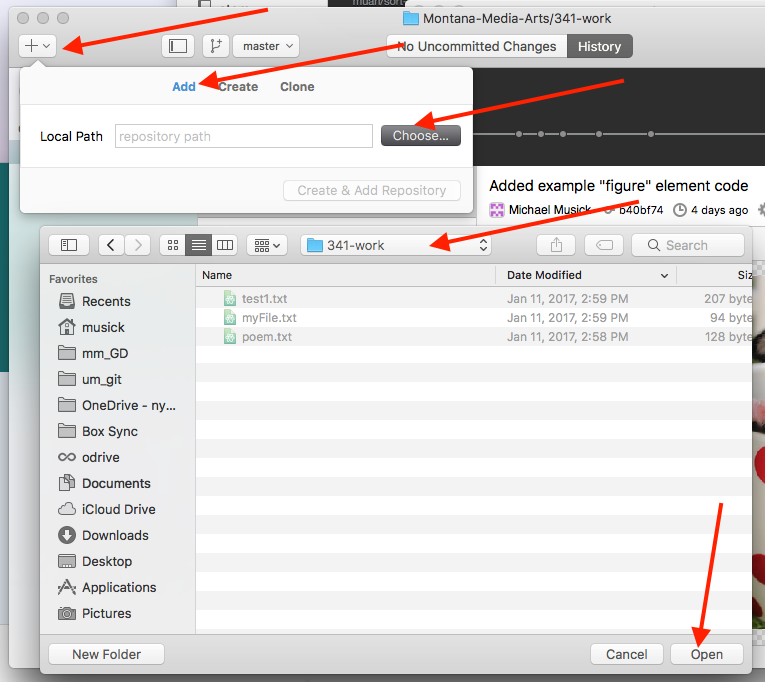 Montana-Media-Arts/341-work
master
No Uncommitted Changes
History
Add
Create
Clone
Local Path
repository path
Choose...
Create & Add Repository
Added example "figure" element code
Michael Musick
b40bf74
4 days ago
341-work
Search
Favorites
Name
Date Modified
Siz
Recents
test1.txt
Jan 11, 2017, 2:59 PM
207 byte
musick
myFile.txt
Jan 11, 2017, 2:59 PM
94 byte
mm_GD
poem.txt
Jan 11, 2017, 2:58 PM
128 byte
um_git
OneDrive - ny...
Box Sync
odrive
Documents
iCloud Drive
Downloads
Desktop
Applications
Pictures
New Folder
Cancel
Open